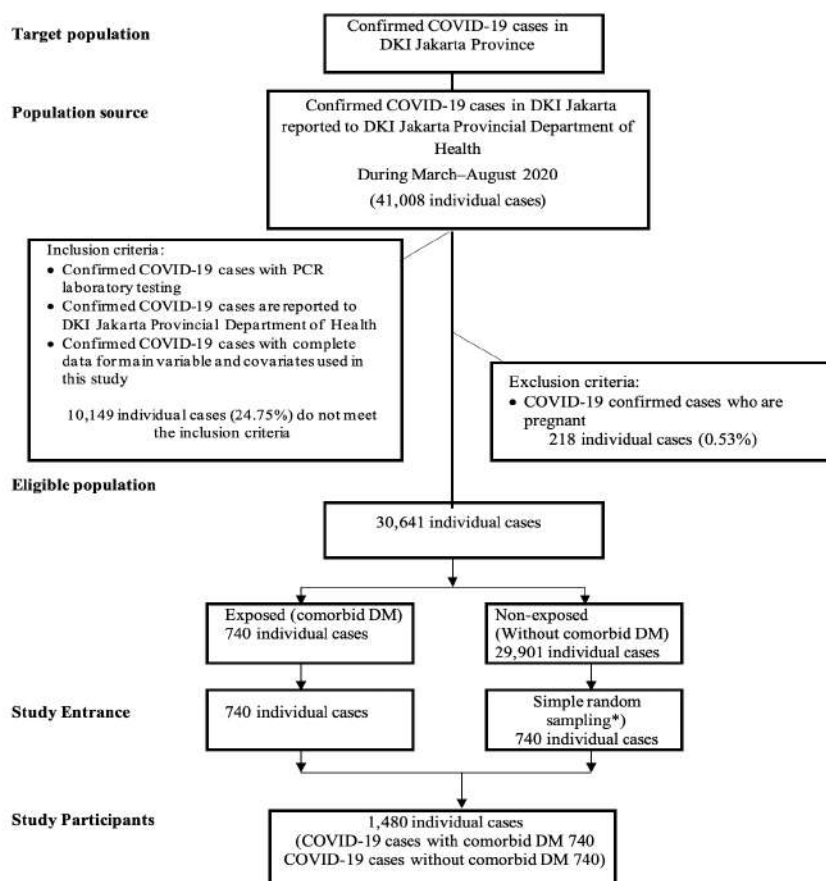 Target population
Confirmed COVID-19 cases in
DKI Jakarta Province
Population source
Confirmed COVID-19 cases in DKI Jakarta
reported to DKI Jakarta Provincial Department of
Health
During March–August 2020
(41,008 individual cases)
Inclusion criteria:
• Confirmed COVID-19 cases with PCR
laboratory testing
• Confirmed COVID-19 cases are reported to
DKI Jakarta Provincial Department of Health
• Confirmed COVID-19 cases with complete
data for main variable and covariates used in
this study
10,149 individual cases (24.75%) do not meet
the inclusion criteria
Exclusion criteria:
• COVID-19 confirmed cases who are
pregnant
218 individual cases (0.53%)
Eligible population
30,641 individual cases
Exposed (comorbid DM)
740 individual cases
Non-exposed
(Without comorbid DM)
29,901 individual cases
Study Entrance
740 individual cases
Simple random
sampling*)
740 individual cases
Study Participants
1,480 individual cases
(COVID-19 cases with comorbid DM 740
COVID-19 cases without comorbid DM 740)